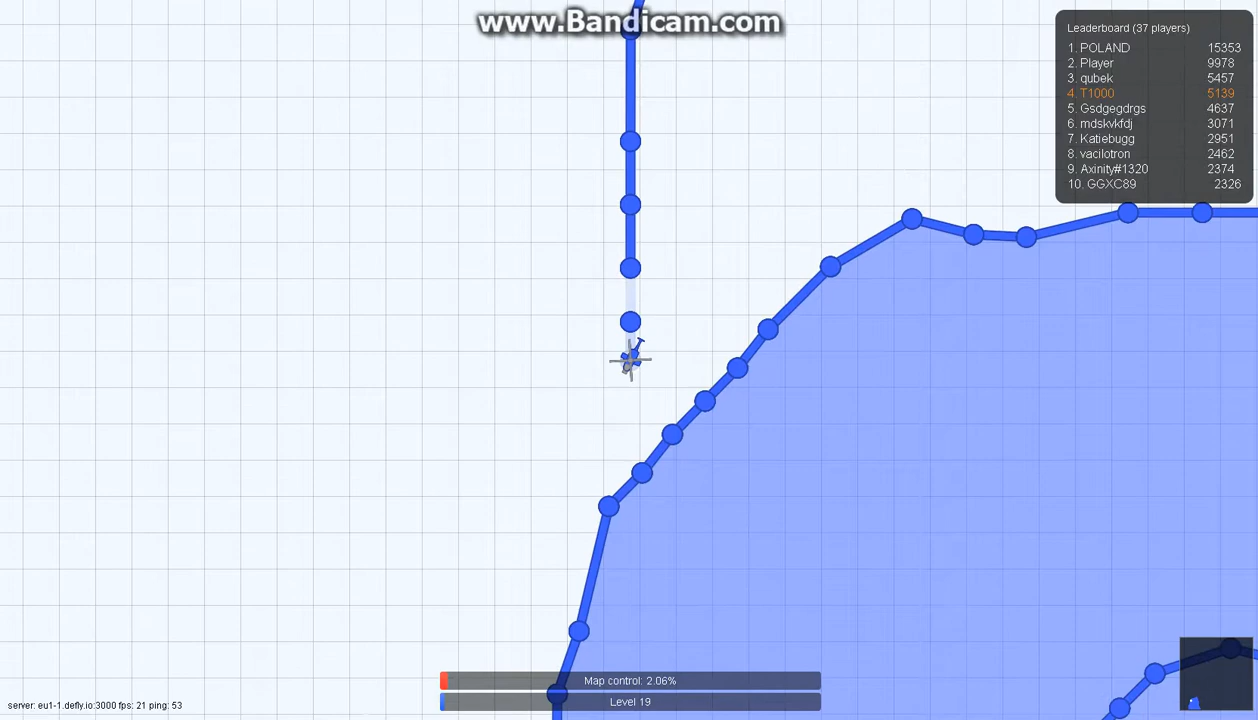 www.Bandicam.com
Leaderboard (37 players)
1. POLAND 15353
2. Player 9978
3. qubek 5457
4. T1000 5139
5. Gsdgegdrgs 4637
6. mdskvkfdj 3071
7. Katiebugg 2951
8. vacilotron 2462
9. Axinity#1320 2374
10. GGXC89 2326
Map control: 2.06%
Level 19
server: eu1-1.defly.io:3000 fps: 21 ping: 53